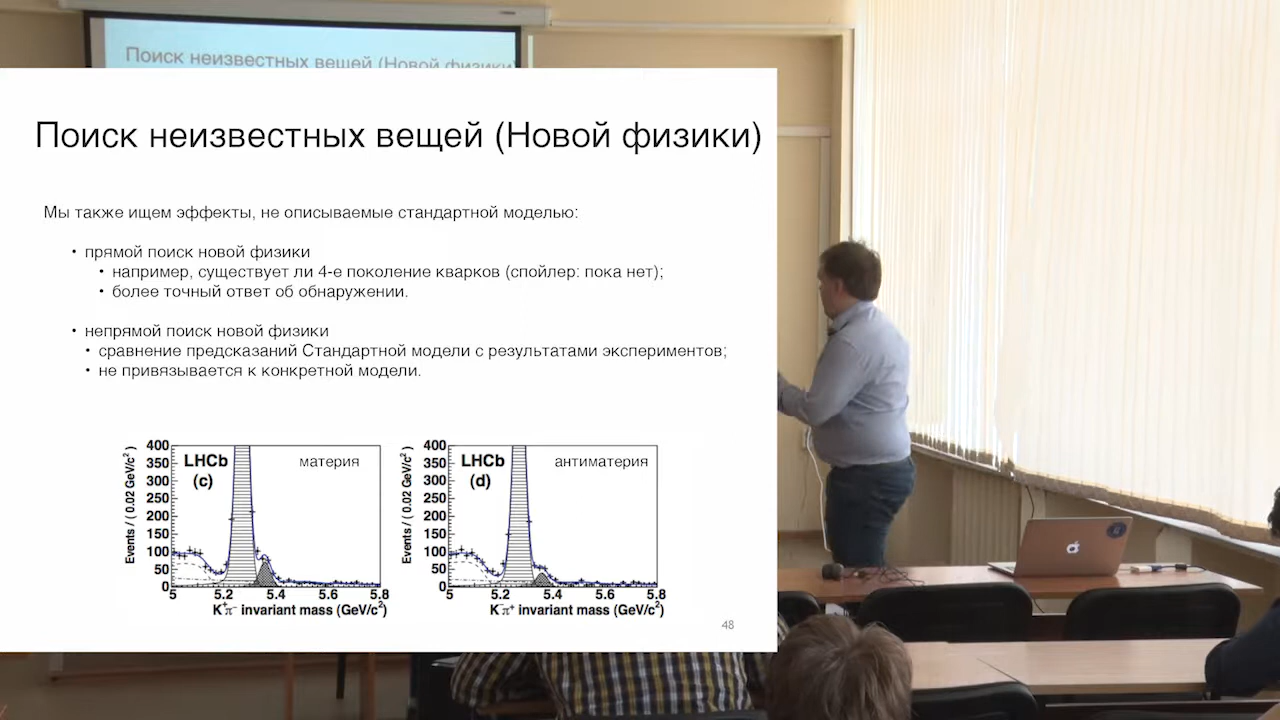 Поиск неизвестных вещей (Новой физики)
Поиск неизвестных вещей (Новой физики)
Мы также ищем эффекты, не описываемые стандартной моделью:
• прямой поиск новой физики
• например, существует ли 4-е поколение кварков (спойлер: пока нет);
• более точный ответ об обнаружении.
• непрямой поиск новой физики
• сравнение предсказаний Стандартной модели с результатами экспериментов;
• не привязывается к конкретной модели.
400
350
300
250
200
150
100
50
0
Events / ( 0.02 GeV/c²)
LHCb
(c)
материя
5 5.2 5.4 5.6 5.8
K⁺π⁻ invariant mass (GeV/c²)
400
350
300
250
200
150
100
50
0
Events / ( 0.02 GeV/c²)
LHCb
(d)
антиматерия
5 5.2 5.4 5.6 5.8
K⁻π⁺ invariant mass (GeV/c²)
48